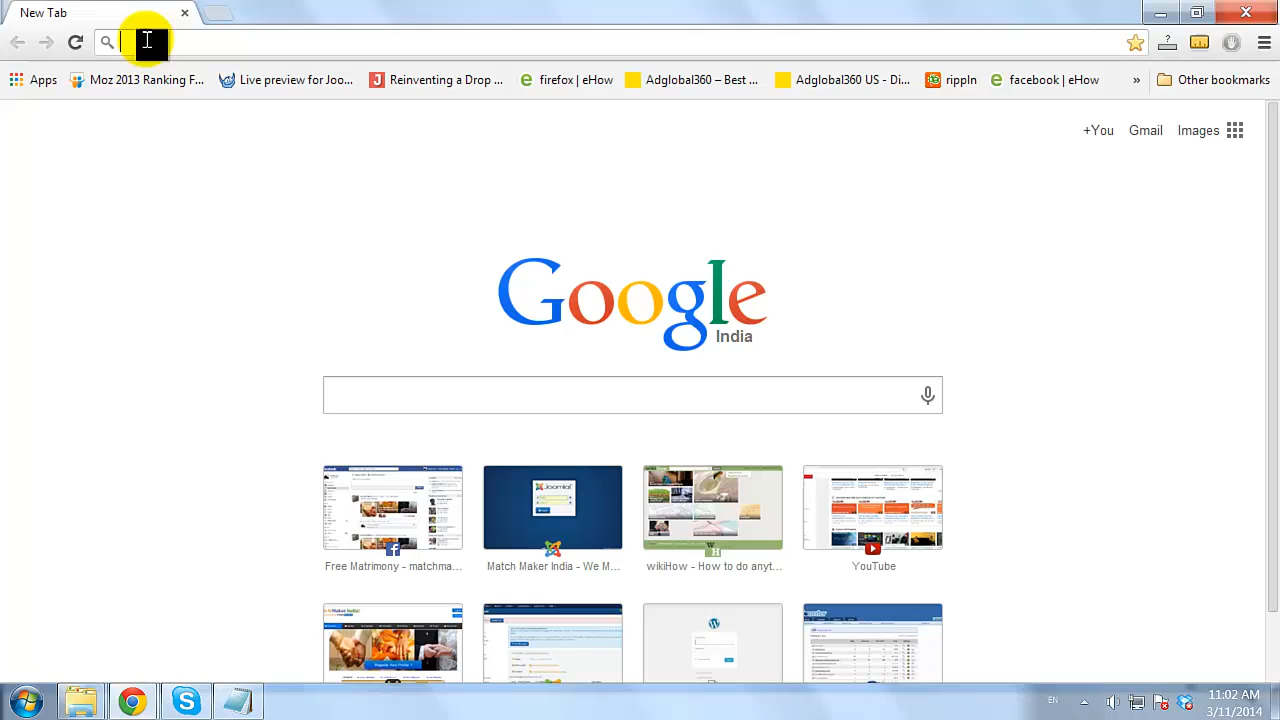 New Tab
Apps
Moz 2013 Ranking F...
Live preview for Joo...
Reinventing, Drop ...
firefox | eHow
Adglobal360 - Best ...
Adglobal360 US - Di...
rippln
facebook | eHow
»
Other bookmarks
+You
Gmail
Images
Google
India
Free Matrimony - matchma...
Joomla!
Match Maker India - We M...
wikiHow - How to do anyt...
YouTube
EN
11:02 AM
3/11/2014